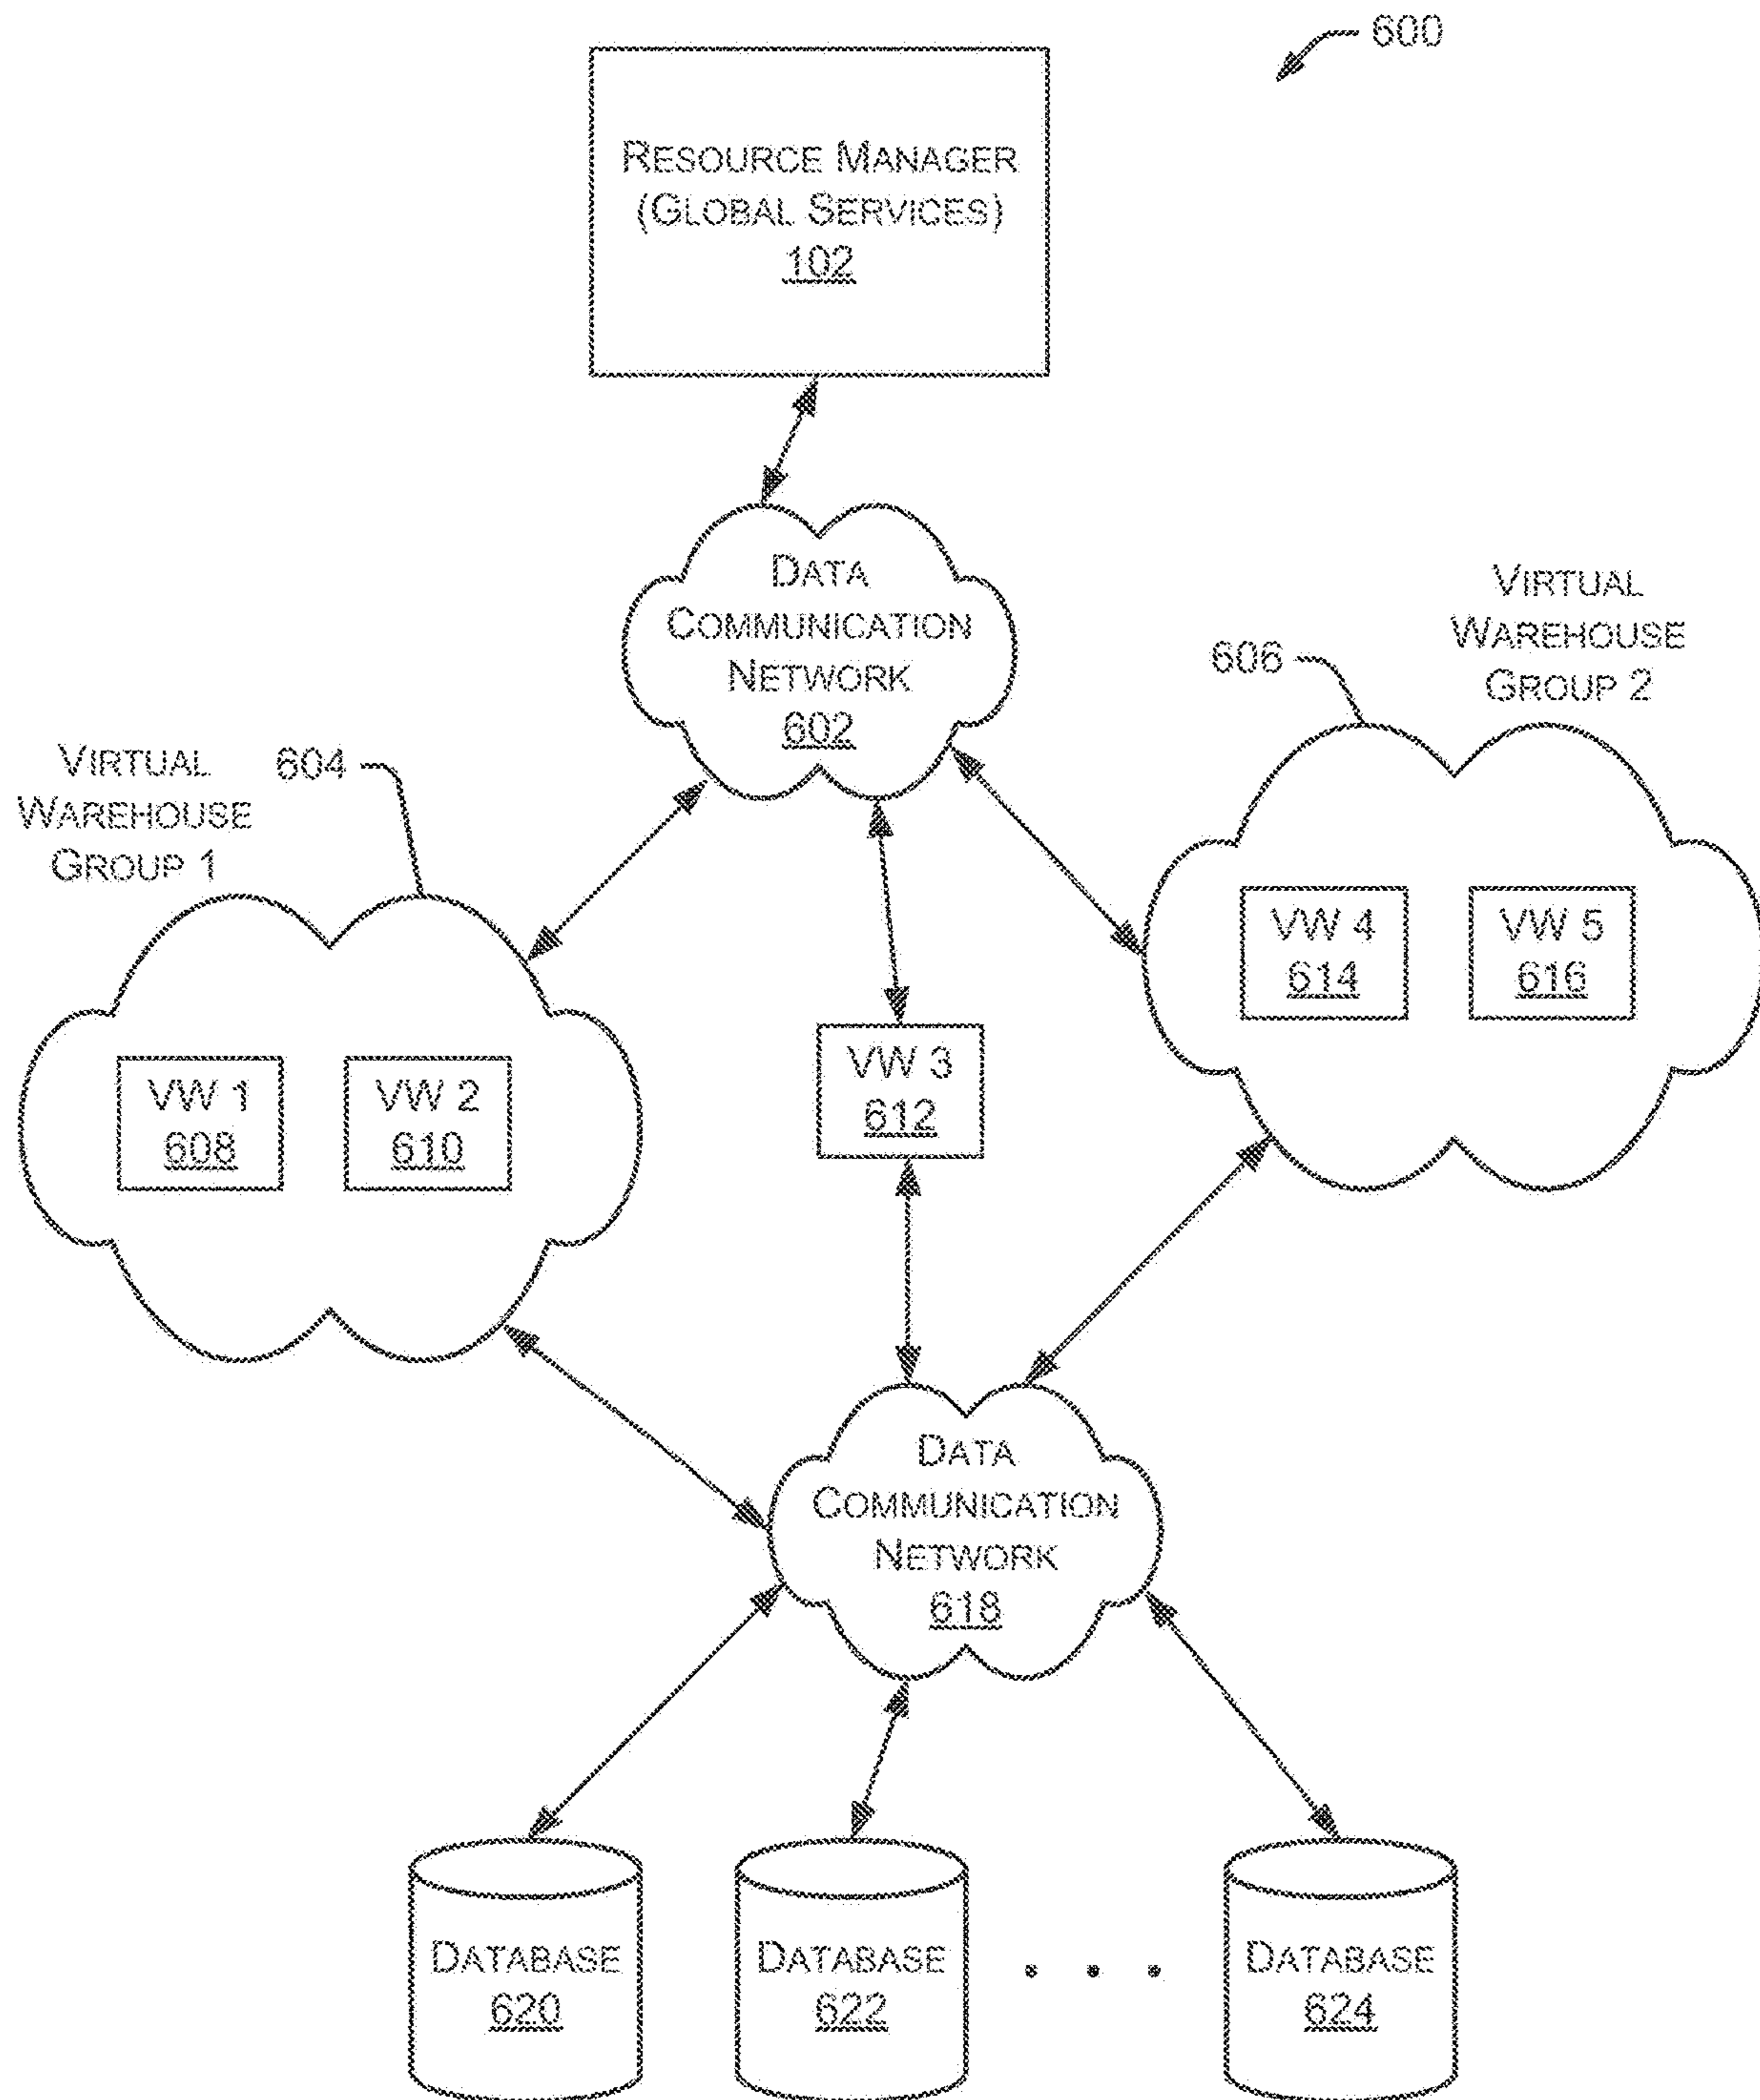 600
RESOURCE MANAGER
(GLOBAL SERVICES)
102
DATA
COMMUNICATION
NETWORK
602
VIRTUAL
WAREHOUSE
GROUP 2
606
VIRTUAL
WAREHOUSE
GROUP 1
604
VW 4
614
VW 5
616
VW 3
612
VW 1
608
VW 2
610
DATA
COMMUNICATION
NETWORK
618
DATABASE
620
DATABASE
622
. . .
DATABASE
624